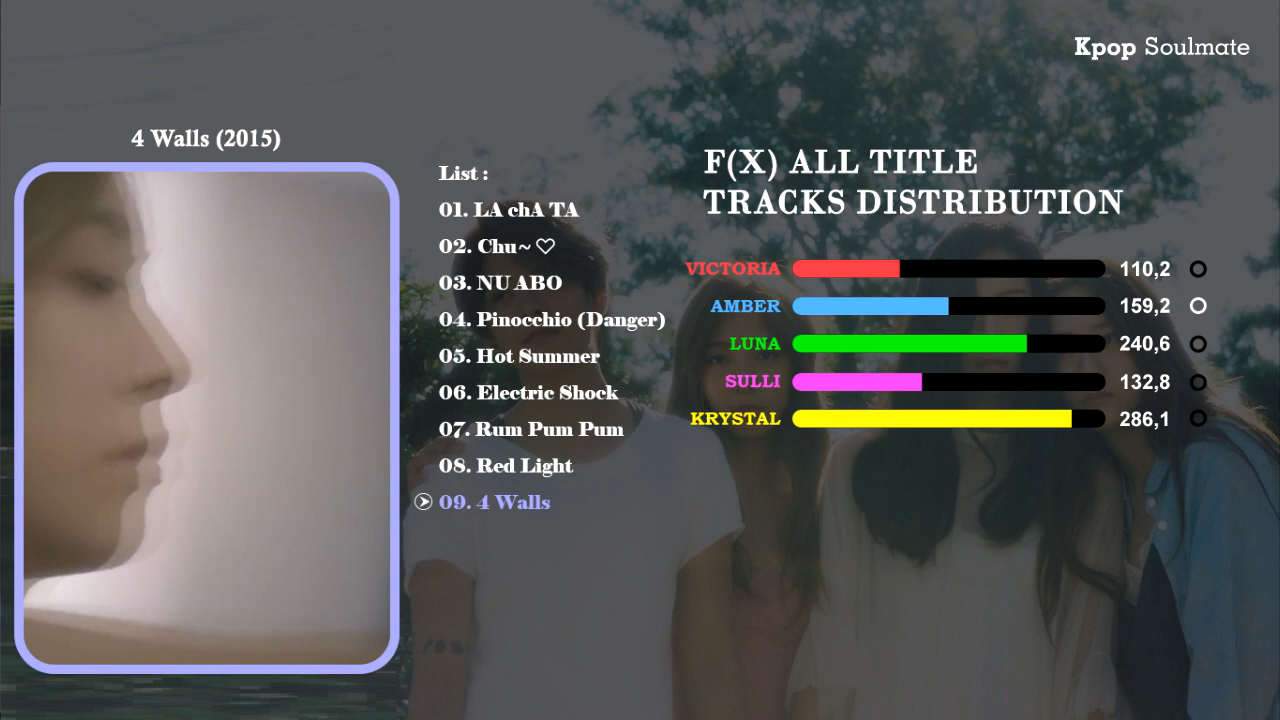 Kpop Soulmate
4 Walls (2015)
List :
01. LA chA TA
02. Chu~ ♡
03. NU ABO
04. Pinocchio (Danger)
05. Hot Summer
06. Electric Shock
07. Rum Pum Pum
08. Red Light
09. 4 Walls
F(X) ALL TITLE
TRACKS DISTRIBUTION
VICTORIA 110,2
AMBER 159,2
LUNA 240,6
SULLI 132,8
KRYSTAL 286,1